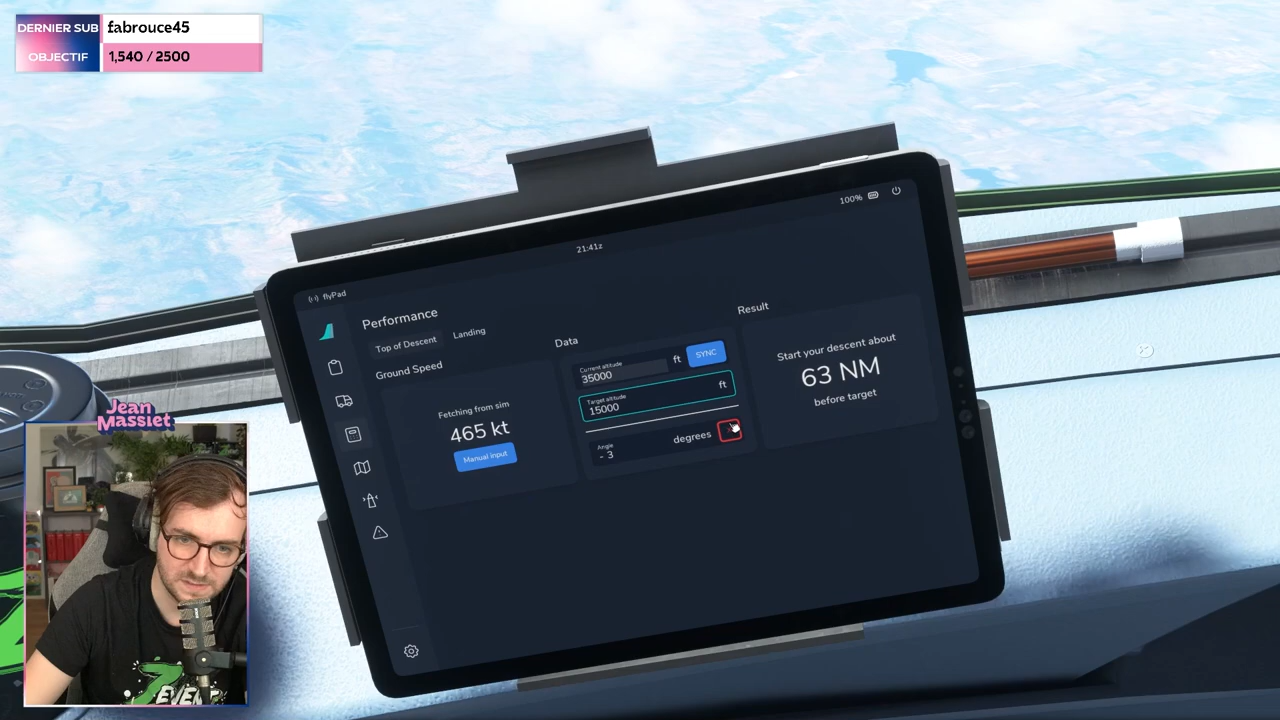 DERNIER SUB fabrouce45
OBJECTIF 1,540 / 2500
flyPad
21:41z
100%
Performance
Top of Descent
Landing
Ground Speed
Fetching from sim
465 kt
Manual input
Data
Current altitude
35000
ft
SYNC
Target altitude
15000
ft
Angle
- 3
degrees
Result
Start your descent about
63 NM
before target
Jean
Massiet
Z EVENT